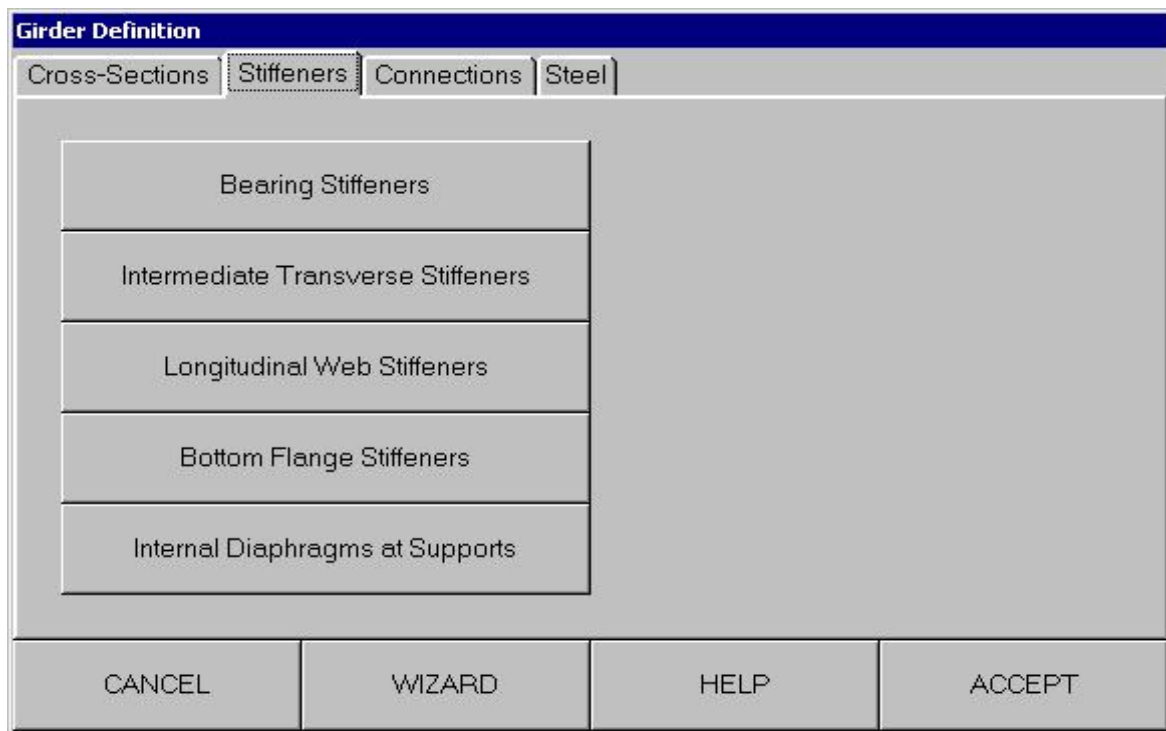 Girder Definition
Cross-Sections Stiffeners Connections Steel
Bearing Stiffeners
Intermediate Transverse Stiffeners
Longitudinal Web Stiffeners
Bottom Flange Stiffeners
Internal Diaphragms at Supports
CANCEL WIZARD HELP ACCEPT